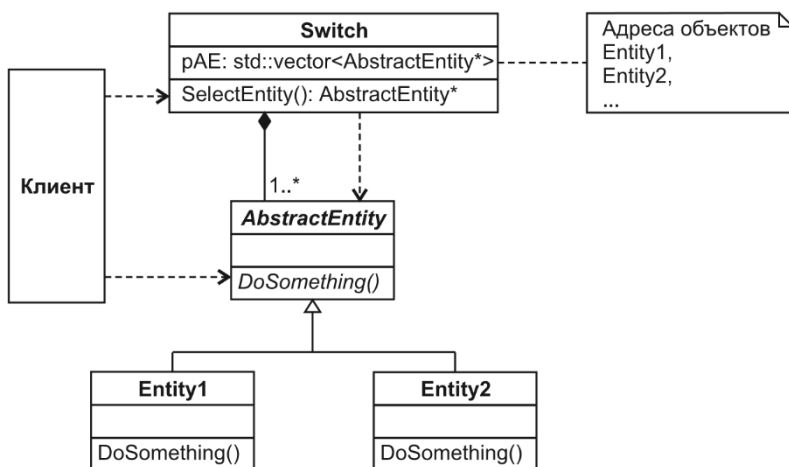 Switch
pAE: std::vector<AbstractEntity*>
SelectEntity(): AbstractEntity*
Адреса объектов
Entity1,
Entity2,
...
Клиент
1..*
AbstractEntity
DoSomething()
Entity1
DoSomething()
Entity2
DoSomething()